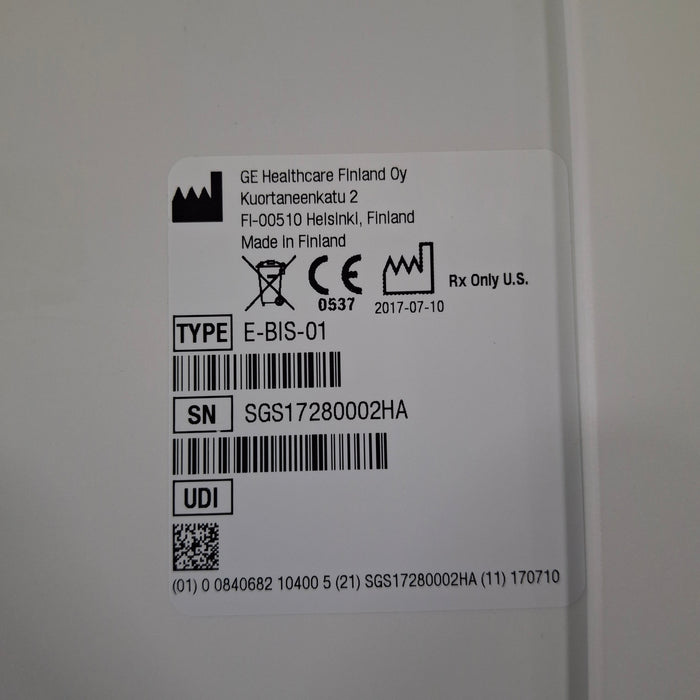 GE Healthcare Finland Oy
Kuortaneenkatu 2
FI-00510 Helsinki, Finland
Made in Finland
CE
0537
2017-07-10
Rx Only U.S.
TYPE E-BIS-01
SN SGS17280002HA
UDI
(01) 0 0840682 10400 5 (21) SGS17280002HA (11) 170710